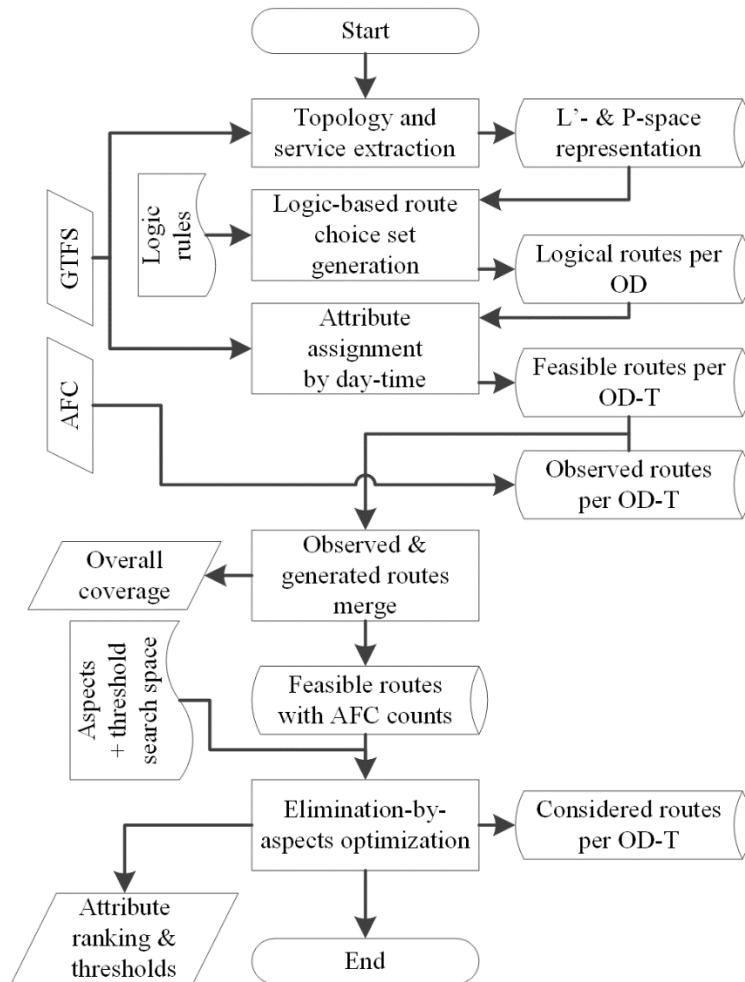 Start
Topology and
service extraction
L'- & P-space
representation
GTFS
Logic
rules
Logic-based route
choice set
generation
Logical routes per
OD
Attribute
assignment
by day-time
Feasible routes per
OD-T
AFC
Observed routes
per OD-T
Observed &
generated routes
merge
Overall
coverage
Aspects
+ threshold
search space
Feasible routes
with AFC counts
Elimination-by-
aspects optimization
Considered routes
per OD-T
Attribute
ranking &
thresholds
End